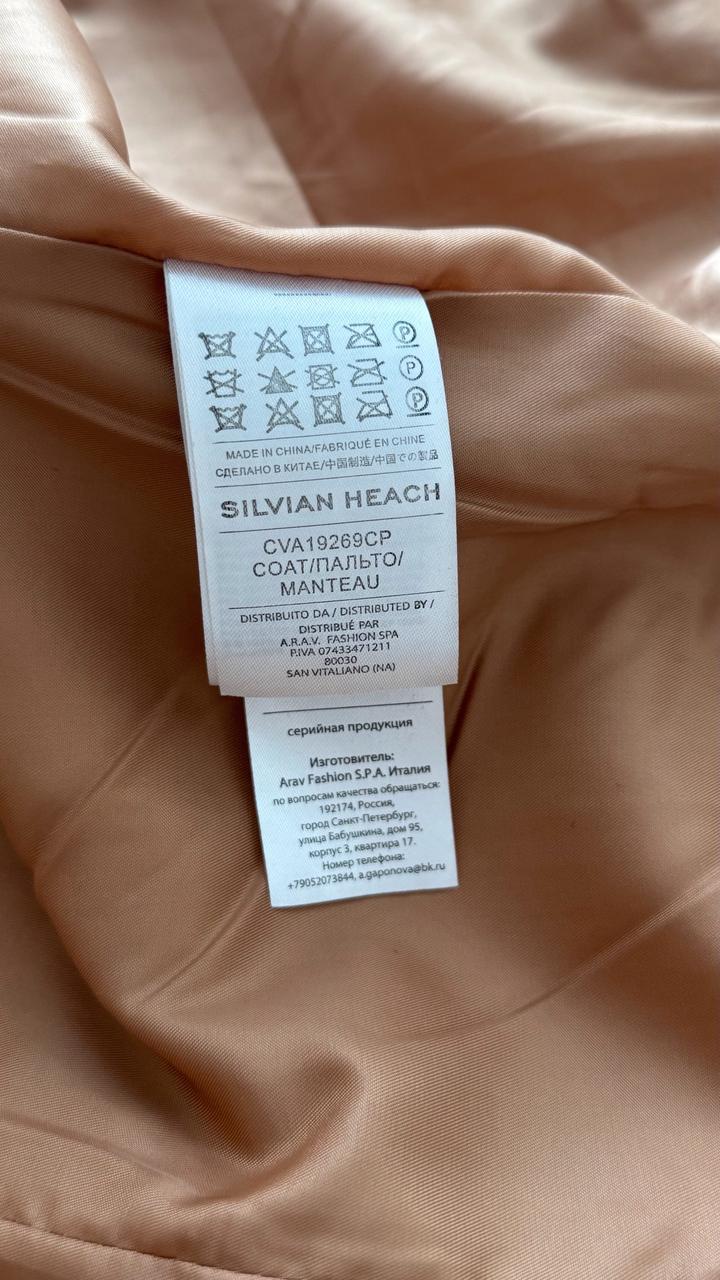 P
P
P
MADE IN CHINA/FABRIQUÉ EN CHINE
СДЕЛАНО В КИТАЕ/中国制造/中国での製品
SILVIAN HEACH
CVA19269CP
COAT/ПАЛЬТО/
MANTEAU
DISTRIBUITO DA / DISTRIBUTED BY /
DISTRIBUÉ PAR
A.R.A.V. FASHION SPA
P.IVA 07433471211
80030
SAN VITALIANO (NA)
серийная продукция
Изготовитель:
Arav Fashion S.P.A. Италия
по вопросам качества обращаться:
192174, Россия,
город Санкт-Петербург,
улица Бабушкина, дом 95,
корпус 3, квартира 17.
Номер телефона:
+79052073844, a.gaponova@bk.ru